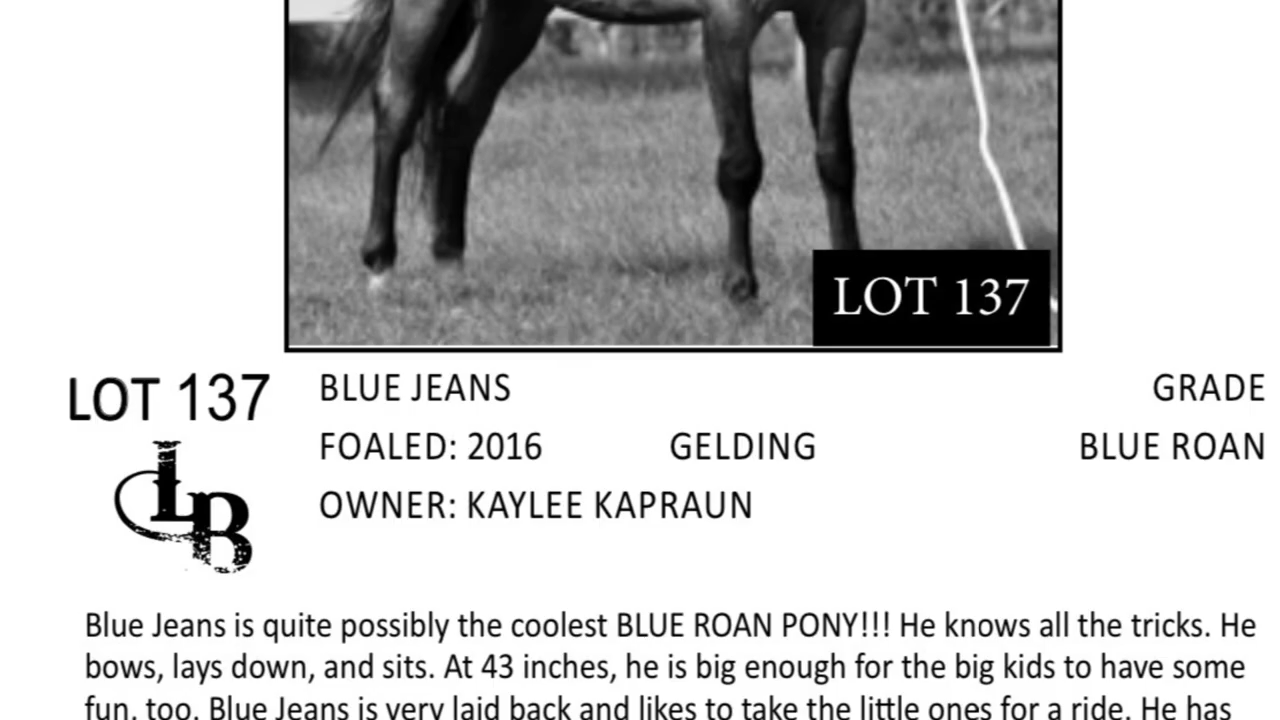 LOT 137
LOT 137
BLUE JEANS
GRADE
FOALED: 2016
GELDING
BLUE ROAN
OWNER: KAYLEE KAPRAUN
LB
Blue Jeans is quite possibly the coolest BLUE ROAN PONY!!! He knows all the tricks. He
bows, lays down, and sits. At 43 inches, he is big enough for the big kids to have some
fun, too. Blue Jeans is very laid back and likes to take the little ones for a ride. He has